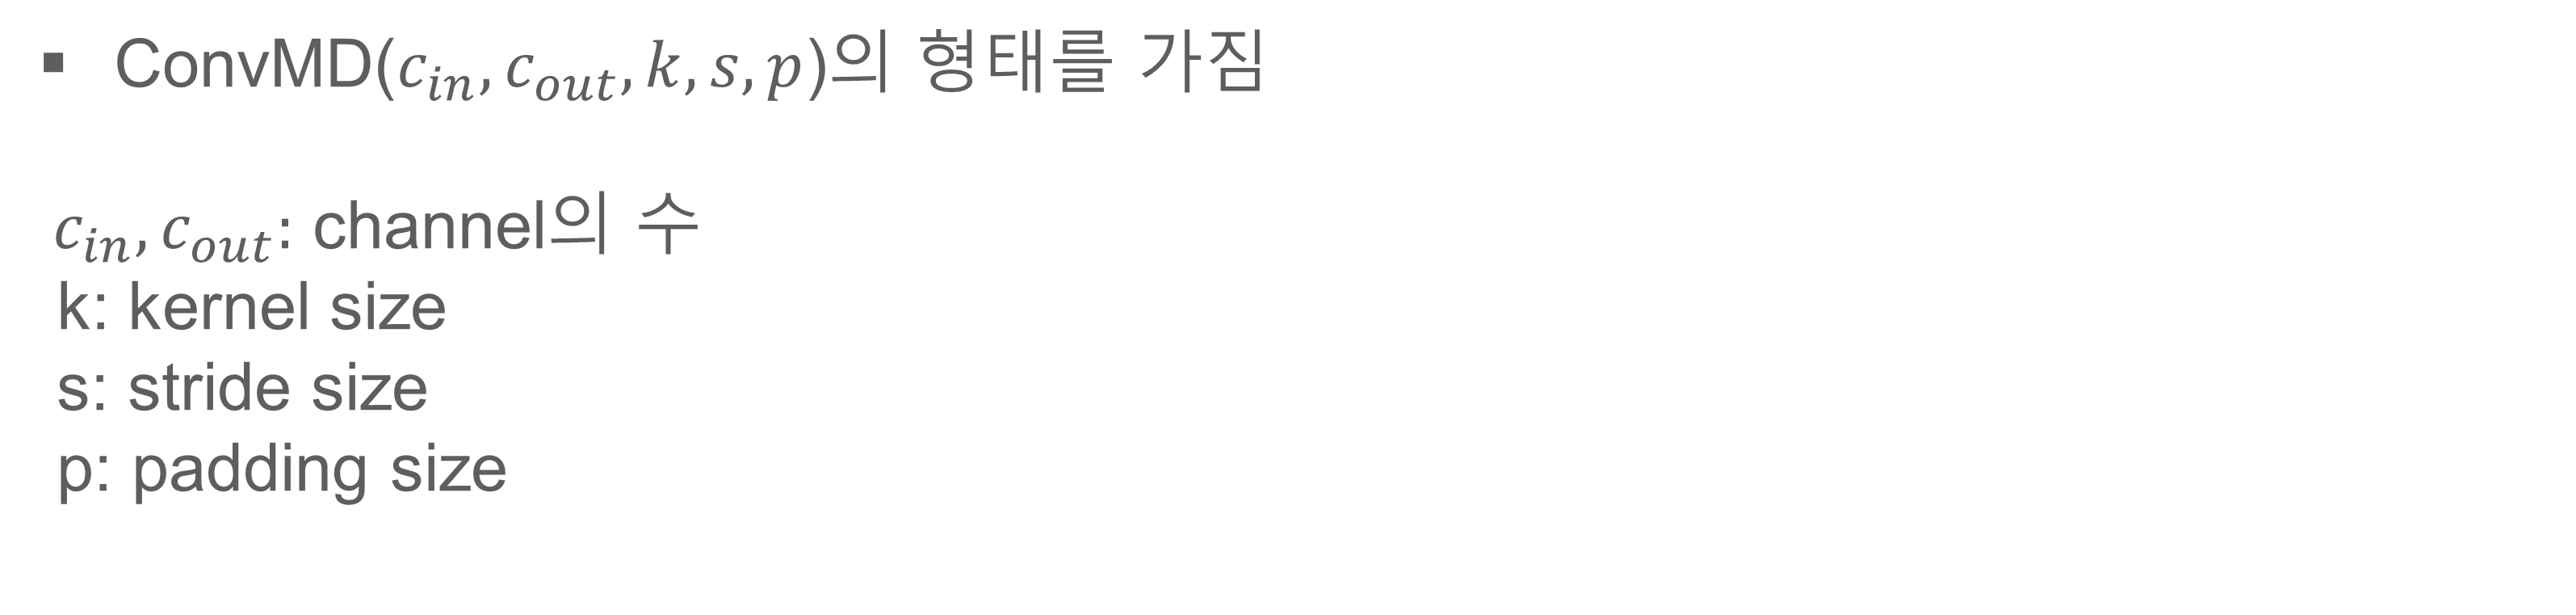 ▪ ConvMD(c_in, c_out, k, s, p)의 형태를 가짐
c_in, c_out: channel의 수
k: kernel size
s: stride size
p: padding size